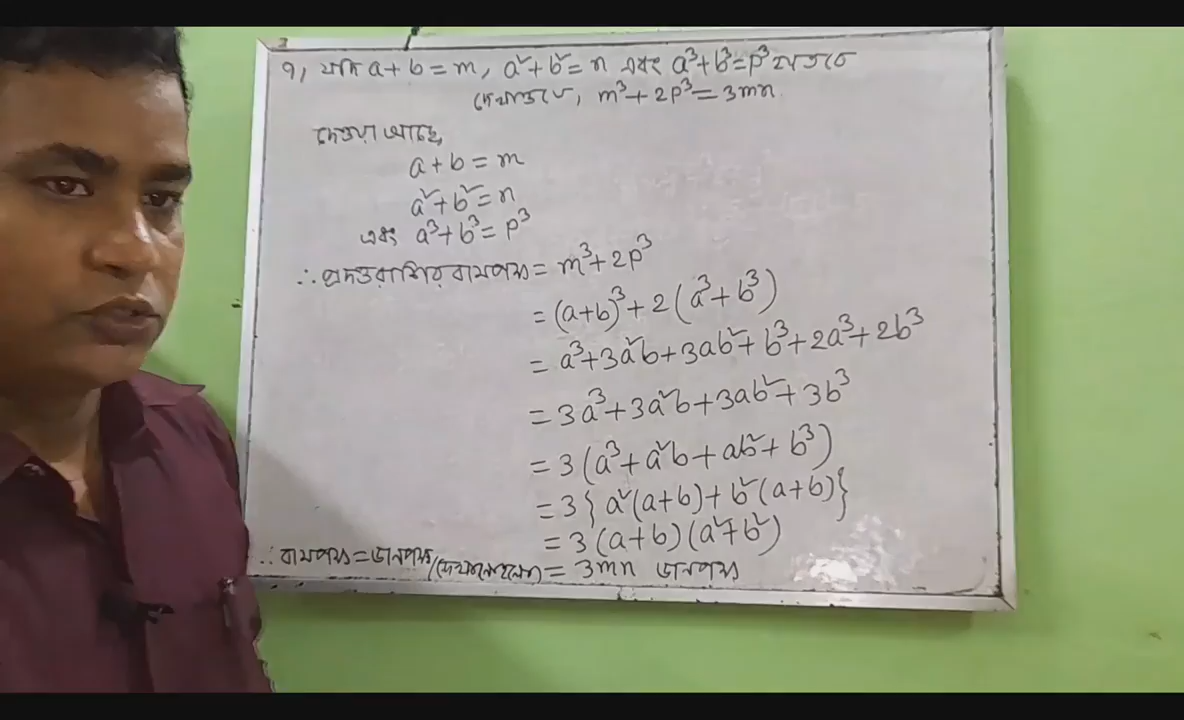 ৭, যদি a + b = m, a² + b² = n এবং a³ + b³ = p³ হয় তবে
দেখাও যে, m³ + 2p³ = 3mn.
দেওয়া আছে,
a + b = m
a² + b² = n
এবং a³ + b³ = p³
∴ প্রদত্ত রাশির বামপক্ষ = m³ + 2p³
= (a+b)³ + 2(a³ + b³)
= a³ + 3a²b + 3ab² + b³ + 2a³ + 2b³
= 3a³ + 3a²b + 3ab² + 3b³
= 3(a³ + a²b + ab² + b³)
= 3{a²(a+b) + b²(a+b)}
= 3(a+b)(a² + b²)
= 3mn ডানপক্ষ
∴ বামপক্ষ = ডানপক্ষ (দেখানো হলো)